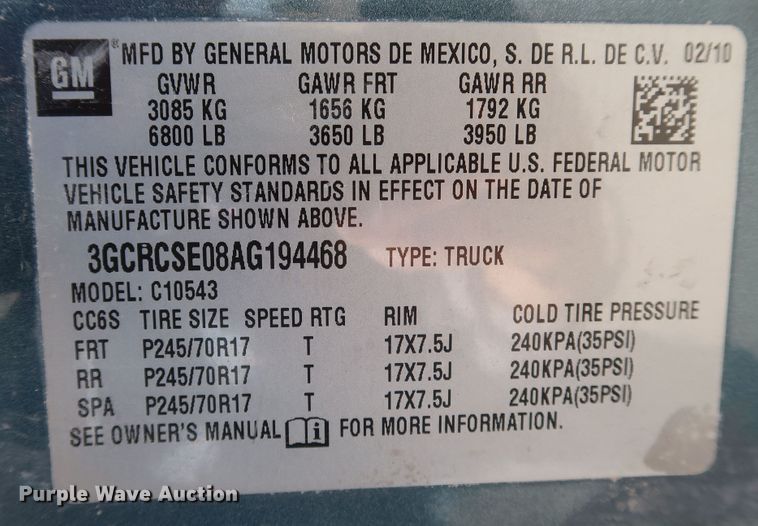 GM ® MFD BY GENERAL MOTORS DE MEXICO, S. DE R.L. DE C.V. 02/10
GVWR GAWR FRT GAWR RR
3085 KG 1656 KG 1792 KG
6800 LB 3650 LB 3950 LB
THIS VEHICLE CONFORMS TO ALL APPLICABLE U.S. FEDERAL MOTOR
VEHICLE SAFETY STANDARDS IN EFFECT ON THE DATE OF
MANUFACTURE SHOWN ABOVE.
3GCRCSE08AG194468 TYPE: TRUCK
MODEL: C10543
CC6S TIRE SIZE SPEED RTG RIM COLD TIRE PRESSURE
FRT P245/70R17 T 17X7.5J 240KPA(35PSI)
RR P245/70R17 T 17X7.5J 240KPA(35PSI)
SPA P245/70R17 T 17X7.5J 240KPA(35PSI)
SEE OWNER'S MANUAL i FOR MORE INFORMATION.
Purple Wave Auction